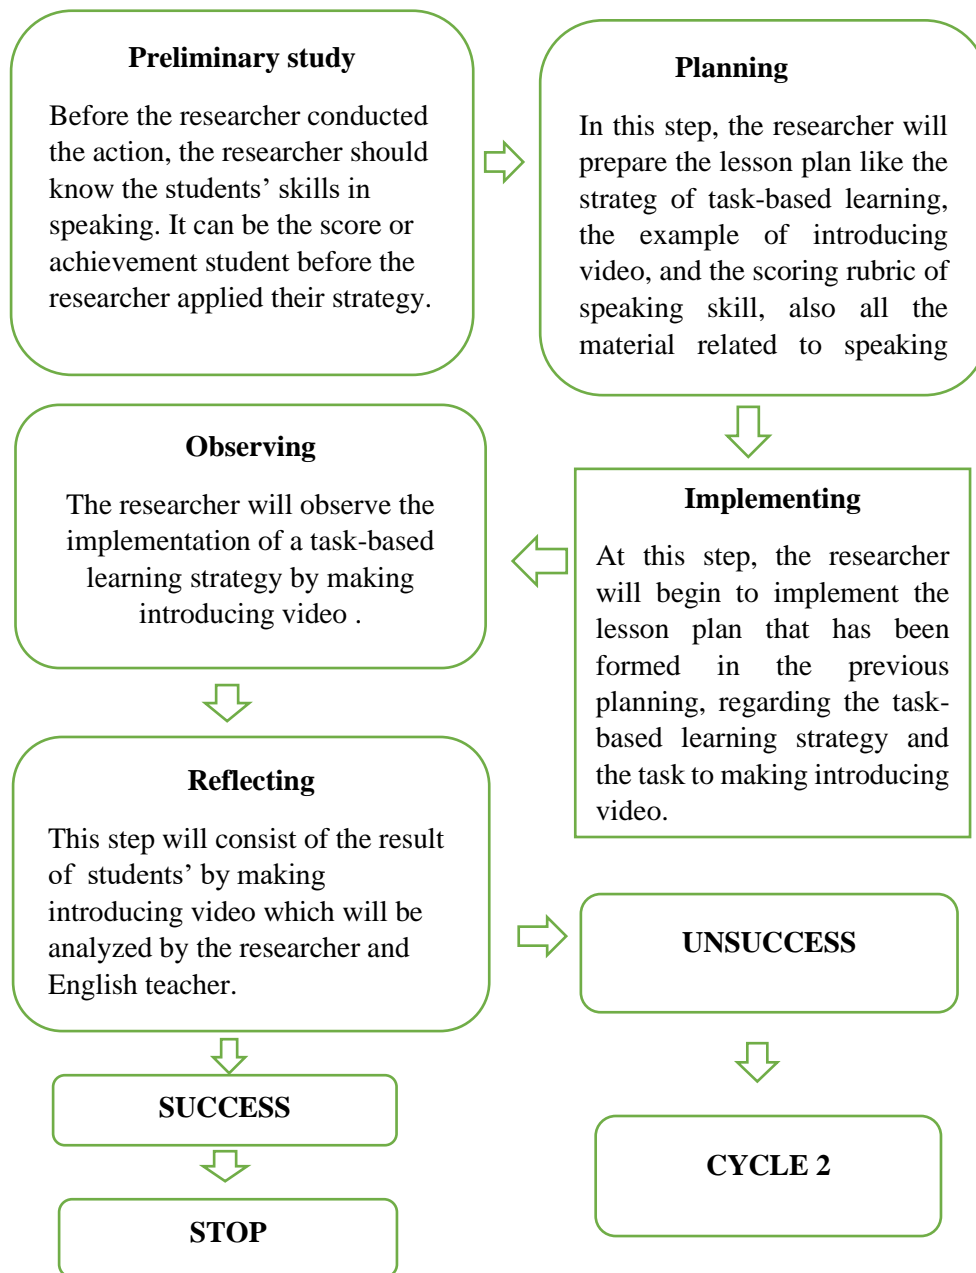 Preliminary study
Before the researcher conducted
the action, the researcher should
know the students’ skills in
speaking. It can be the score or
achievement student before the
researcher applied their strategy.
Planning
In this step, the researcher will
prepare the lesson plan like the
strateg of task-based learning,
the example of introducing
video, and the scoring rubric of
speaking skill, also all the
material related to speaking
Implementing
At this step, the researcher
will begin to implement the
lesson plan that has been
formed in the previous
planning, regarding the task-
based learning strategy and
the task to making introducing
video.
Observing
The researcher will observe the
implementation of a task-based
learning strategy by making
introducing video .
Reflecting
This step will consist of the result
of students’ by making
introducing video which will be
analyzed by the researcher and
English teacher.
UNSUCCESS
CYCLE 2
SUCCESS
STOP